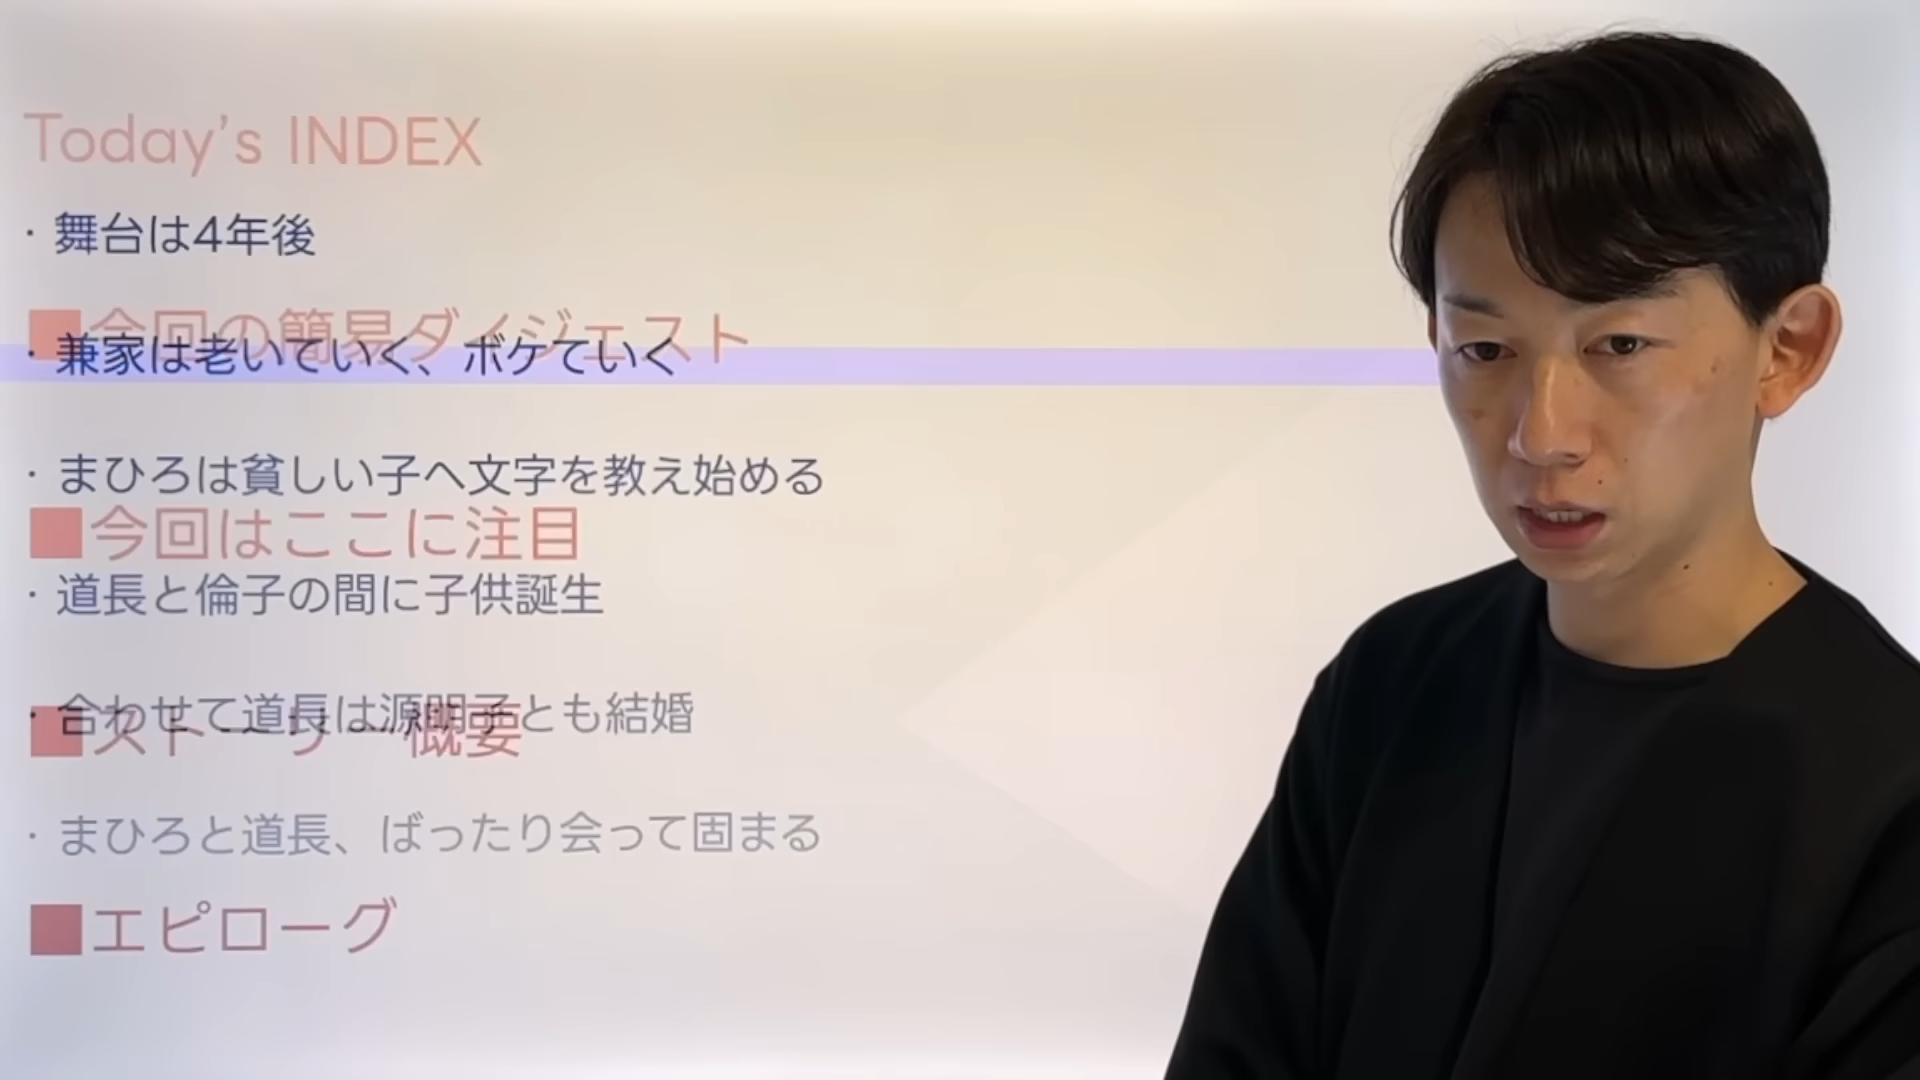 Today's INDEX
・舞台は4年後
■今回の簡易ダイジェスト
・兼家は老いていく、ボケていく
・まひろは貧しい子へ文字を教え始める
■今回はここに注目
・道長と倫子の間に子供誕生
・合わせて道長は源明子とも結婚
■ストーリー概要
・まひろと道長、ばったり会って固まる
■エピローグ